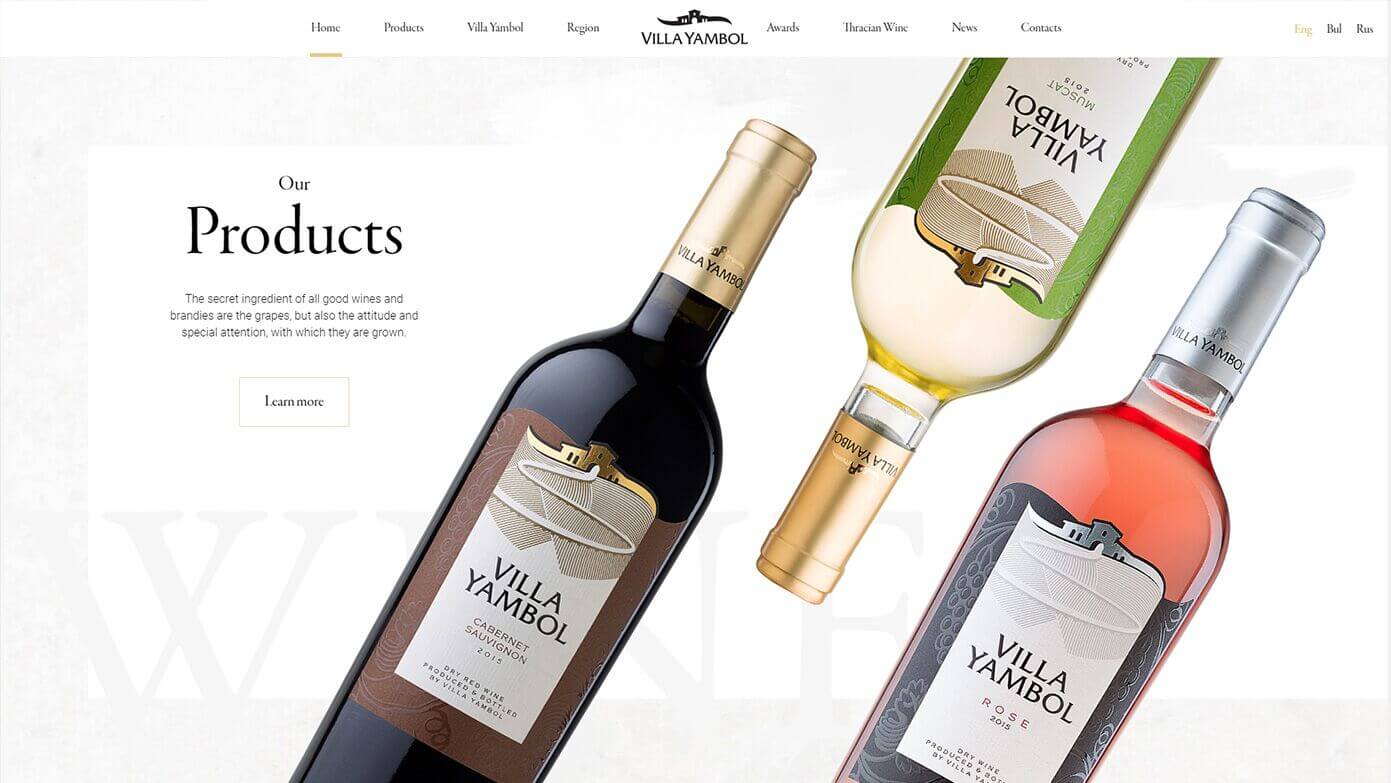 Home
Products
Villa Yambol
Region
VILLA YAMBOL
Awards
Thracian Wine
News
Contacts
Eng
Bul
Rus
Our
Products
The secret ingredient of all good wines and
brandies are the grapes, but also the attitude and
special attention, with which they are grown.
Learn more
WINE
VILLA YAMBOL
VILLA
YAMBOL
CABERNET
SAUVIGNON
2015
DRY RED WINE
PRODUCED & BOTTLED
BY VILLA YAMBOL
DRY
2015
MUSCAT
VILLA
YAMBOL
VILLA YAMBOL
VILLA YAMBOL
VILLA
YAMBOL
ROSE
2015
DRY WINE
PRODUCED & BOTTLED
BY VILLA